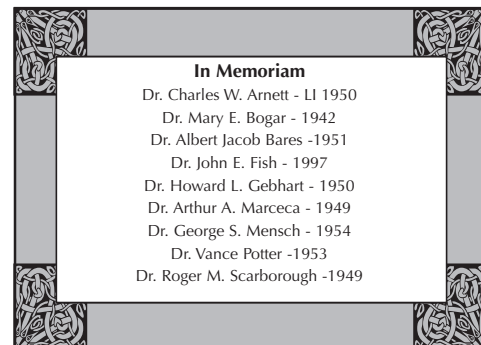 In Memoriam
Dr. Charles W. Arnett - LI 1950
Dr. Mary E. Bogar - 1942
Dr. Albert Jacob Bares -1951
Dr. John E. Fish - 1997
Dr. Howard L. Gebhart - 1950
Dr. Arthur A. Marceca - 1949
Dr. George S. Mensch - 1954
Dr. Vance Potter -1953
Dr. Roger M. Scarborough -1949